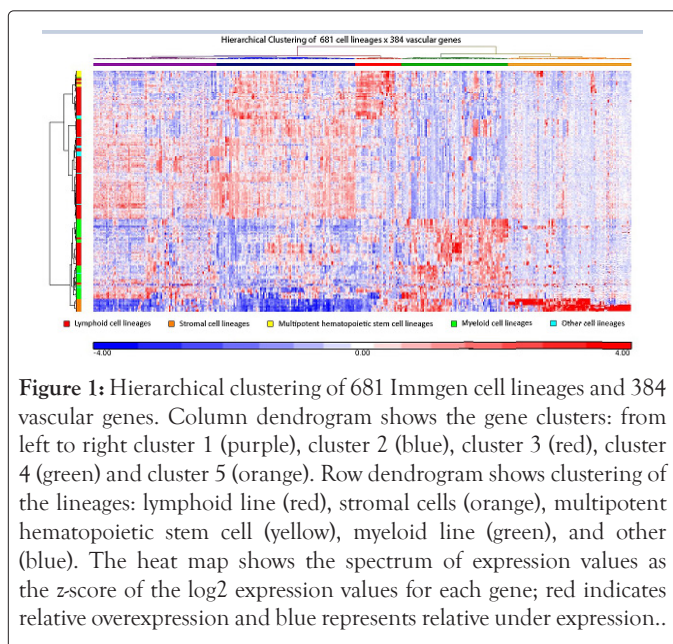 Hierarchical Clustering of 681 cell lineages x 384 vascular genes
Lymphoid cell lineages Stromal cell lineages Multipotent hematopoietic stem cell lineages Myeloid cell lineages Other cell lineages
-4.00 0.00 4.00
Figure 1: Hierarchical clustering of 681 Immgen cell lineages and 384
vascular genes. Column dendrogram shows the gene clusters: from
left to right cluster 1 (purple), cluster 2 (blue), cluster 3 (red), cluster
4 (green) and cluster 5 (orange). Row dendrogram shows clustering of
the lineages: lymphoid line (red), stromal cells (orange), multipotent
hematopoietic stem cell (yellow), myeloid line (green), and other
(blue). The heat map shows the spectrum of expression values as
the z-score of the log2 expression values for each gene; red indicates
relative overexpression and blue represents relative under expression..